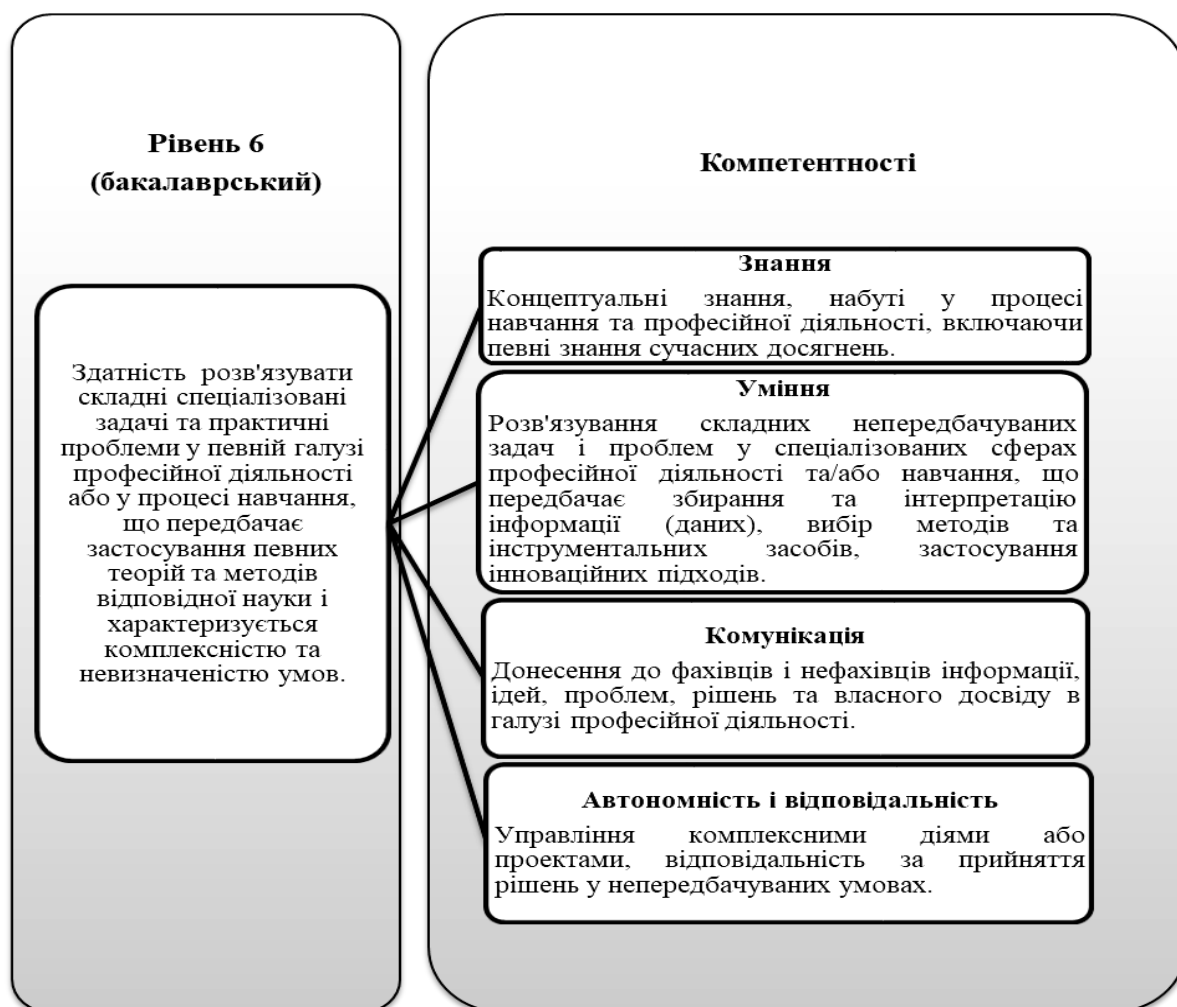 Рівень 6
(бакалаврський)
Здатність розв'язувати
складні спеціалізовані
задачі та практичні
проблеми у певній галузі
професійної діяльності
або у процесі навчання,
що передбачає
застосування певних
теорій та методів
відповідної науки і
характеризується
комплексністю та
невизначеністю умов.
Компетентності
Знання
Концептуальні знання, набуті у процесі
навчання та професійної діяльності, включаючи
певні знання сучасних досягнень.
Уміння
Розв'язування складних непередбачуваних
задач і проблем у спеціалізованих сферах
професійної діяльності та/або навчання, що
передбачає збирання та інтерпретацію
інформації (даних), вибір методів та
інструментальних засобів, застосування
інноваційних підходів.
Комунікація
Донесення до фахівців і нефахівців інформації,
ідей, проблем, рішень та власного досвіду в
галузі професійної діяльності.
Автономність і відповідальність
Управління комплексними діями або
проектами, відповідальність за прийняття
рішень у непередбачуваних умовах.